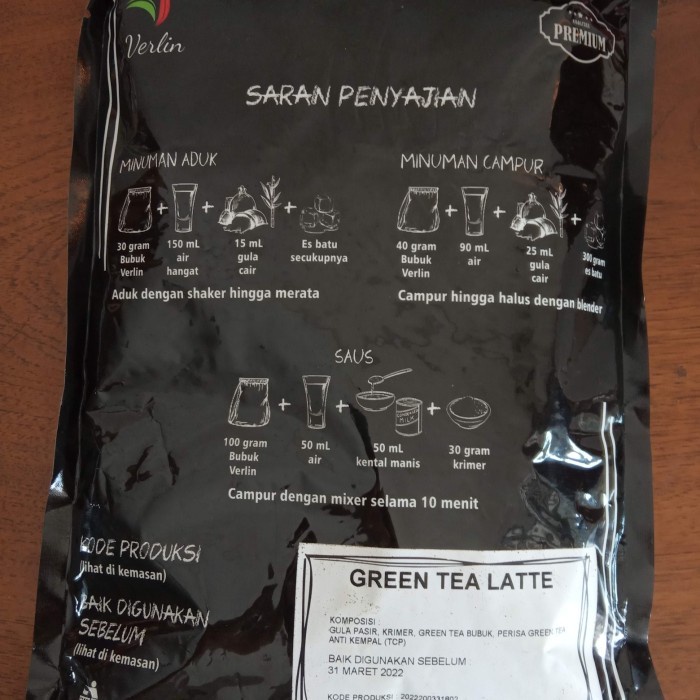 Verlin
PREMIUM
SARAN PENYAJIAN
MINUMAN ADUK
30 gram
Bubuk
Verlin
150 mL
air
hangat
15 mL
gula
cair
Es batu
secukupnya
Aduk dengan shaker hingga merata
MINUMAN CAMPUR
40 gram
Bubuk
Verlin
90 mL
air
25 mL
gula
cair
300 gram
es batu
Campur hingga halus dengan blender
SAUS
100 gram
Bubuk
Verlin
50 mL
air
50 mL
kental manis
30 gram
krimer
Campur dengan mixer selama 10 menit
KODE PRODUKSI
(lihat di kemasan)
BAIK DIGUNAKAN
SEBELUM
(lihat di kemasan)
GREEN TEA LATTE
KOMPOSISI :
GULA PASIR, KRIMER, GREEN TEA BUBUK, PERISA GREEN TEA
ANTI KEMPAL (TCP)
BAIK DIGUNAKAN SEBELUM :
31 MARET 2022
KODE PRODUKSI :